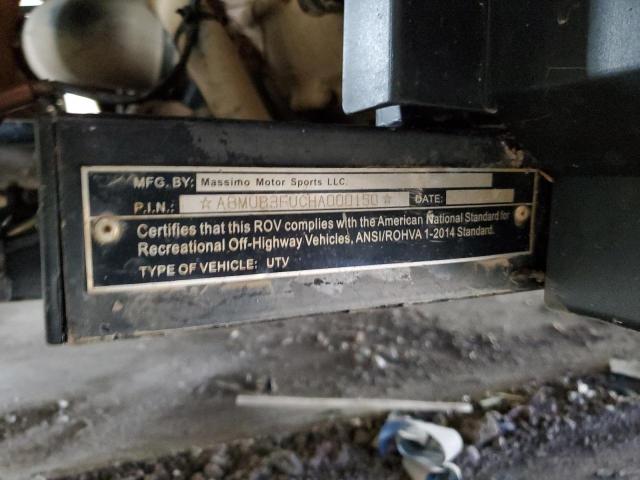 MFG. BY: Massimo Motor Sports LLC.
P.I.N.: ☆ A8MUB3FUCHA000150 ☆ DATE:
Certifies that this ROV complies with the American National Standard for
Recreational Off-Highway Vehicles, ANSI/ROHVA 1-2014 Standard.
TYPE OF VEHICLE: UTV